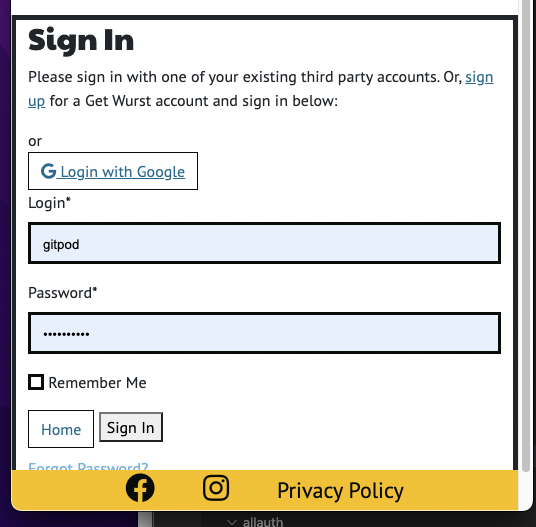 Sign In
Please sign in with one of your existing third party accounts. Or, sign
up for a Get Wurst account and sign in below:
or
Login with Google
Login*
gitpod
Password*
••••••••••
Remember Me
Home Sign In
Forgot Password?
Privacy Policy
allauth